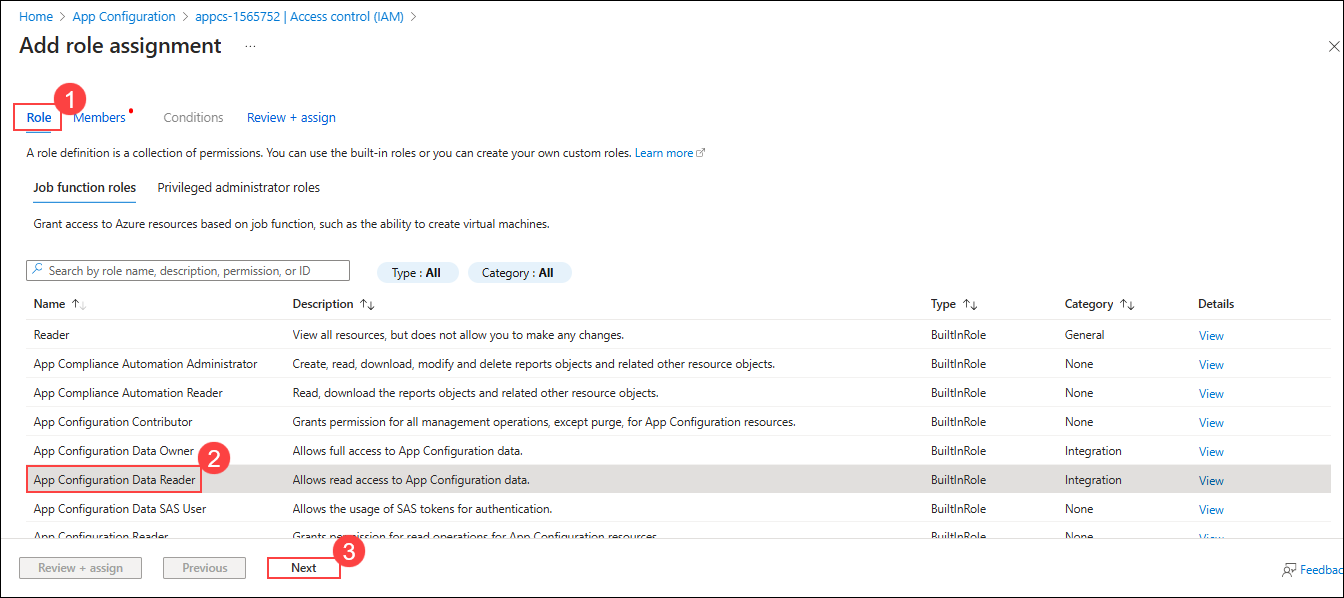 Home > App Configuration > appcs-1565752 | Access control (IAM) >
Add role assignment ...
1
Role Members Conditions Review + assign
A role definition is a collection of permissions. You can use the built-in roles or you can create your own custom roles. Learn more
Job function roles Privileged administrator roles
Grant access to Azure resources based on job function, such as the ability to create virtual machines.
Search by role name, description, permission, or ID Type : All Category : All
Name ↑↓ Description ↑↓ Type ↑↓ Category ↑↓ Details
Reader View all resources, but does not allow you to make any changes. BuiltInRole General View
App Compliance Automation Administrator Create, read, download, modify and delete reports objects and related other resource objects. BuiltInRole None View
App Compliance Automation Reader Read, download the reports objects and related other resource objects. BuiltInRole None View
App Configuration Contributor Grants permission for all management operations, except purge, for App Configuration resources. BuiltInRole None View
App Configuration Data Owner Allows full access to App Configuration data. BuiltInRole Integration View
2
App Configuration Data Reader Allows read access to App Configuration data. BuiltInRole Integration View
App Configuration Data SAS User Allows the usage of SAS tokens for authentication. BuiltInRole None View
App Configuration Reader Grants permission for read operations for App Configuration resources. BuiltInRole None View
3
Review + assign Previous Next Feedbac